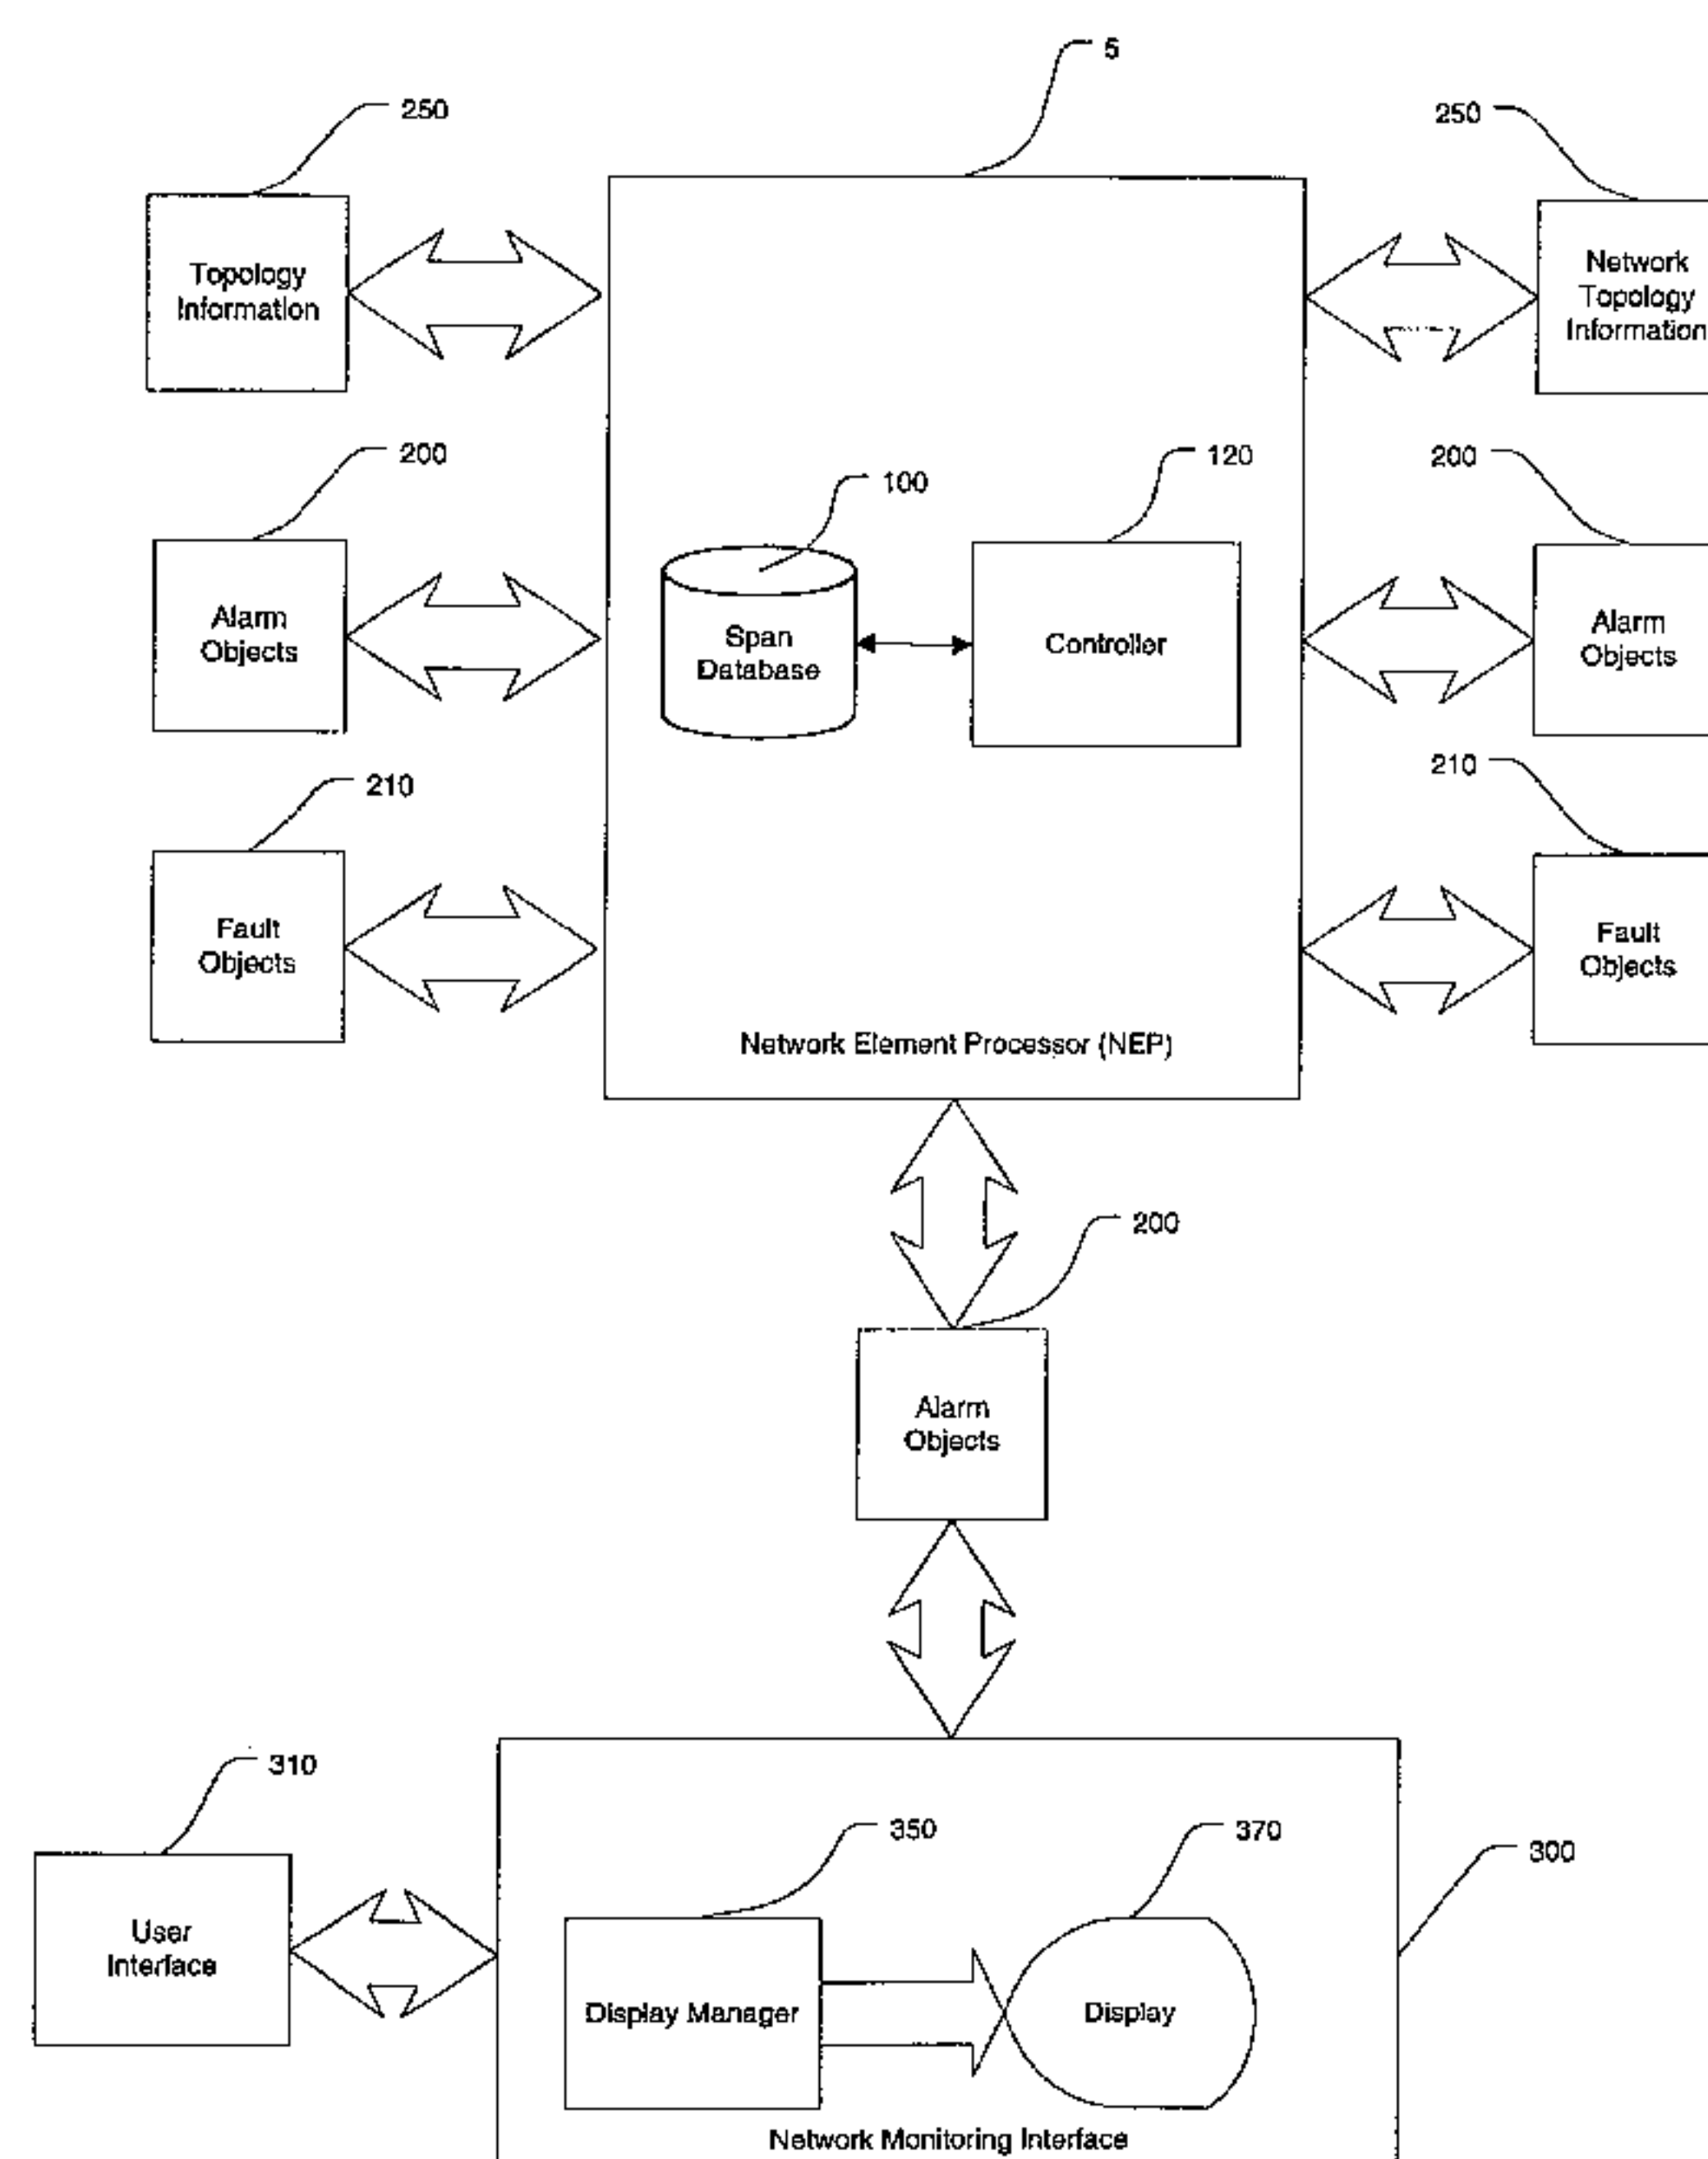 5
250
250
Topology
Information
Network
Topology
Information
200
100
120
200
Alarm
Objects
Span
Database
Controller
Alarm
Objects
210
210
Fault
Objects
Fault
Objects
Network Element Processor (NEP)
200
Alarm
Objects
310
350
370
300
User
Interface
Display Manager
Display
Network Monitoring Interface